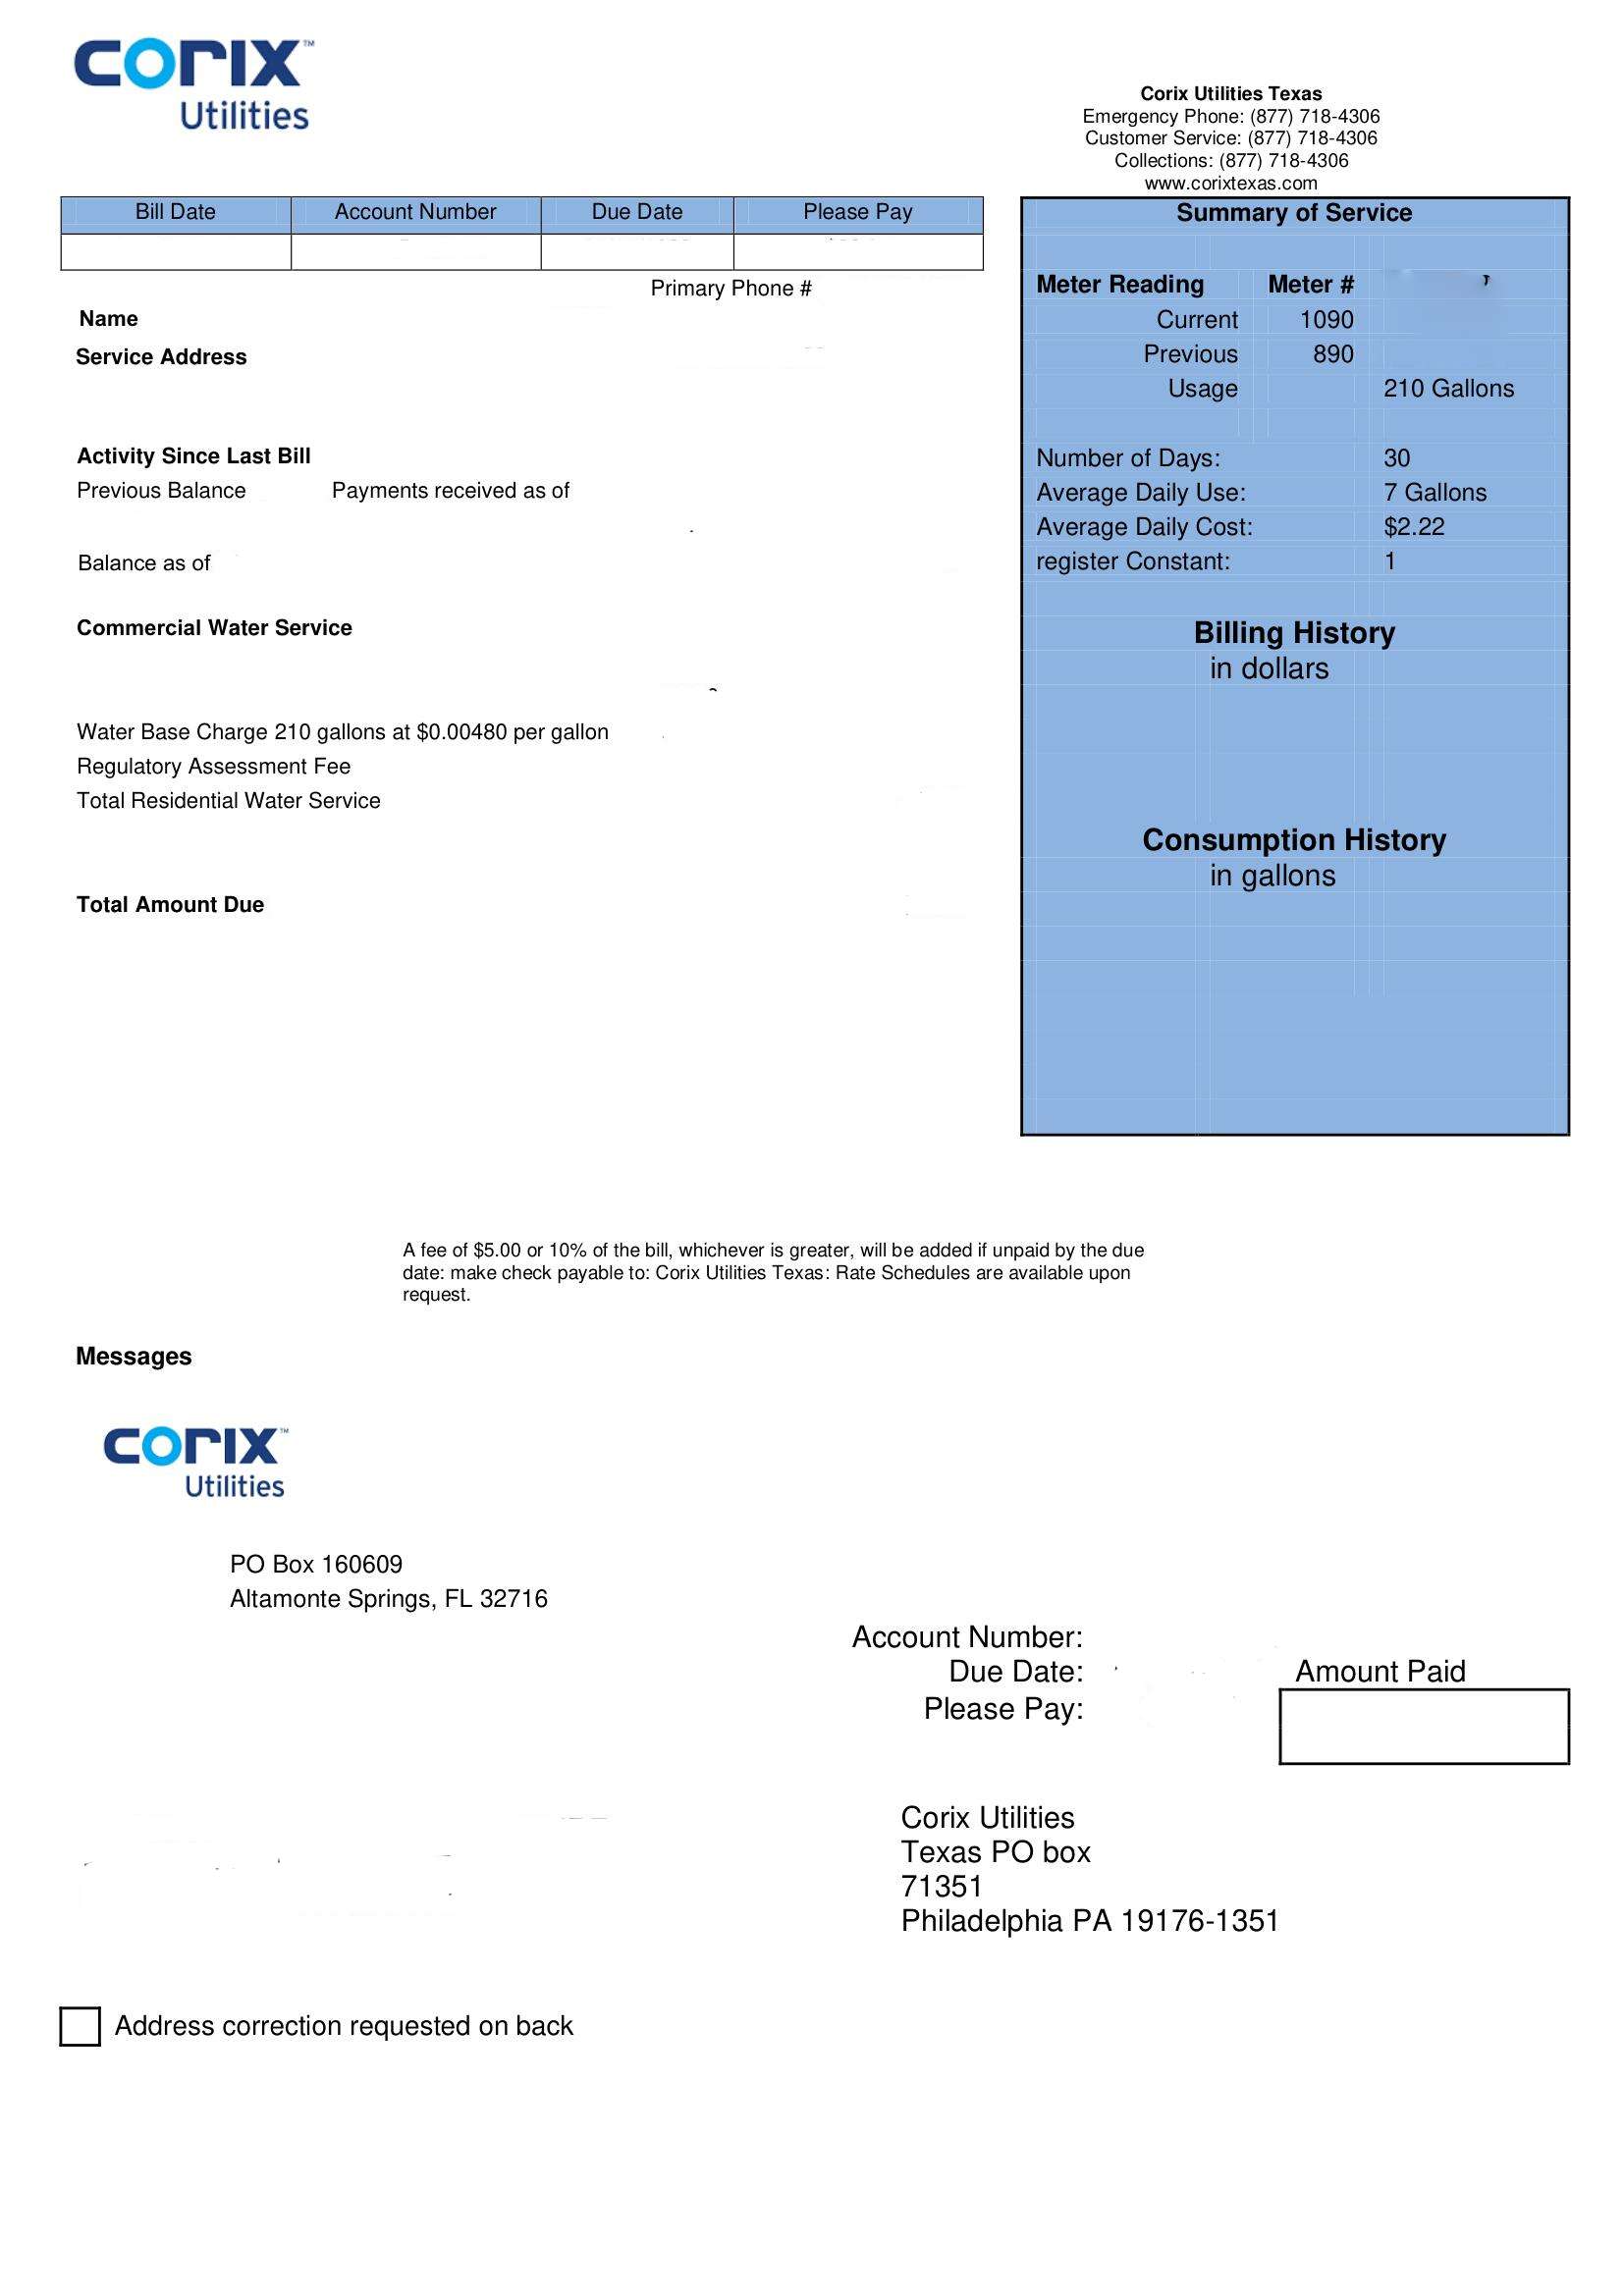 CORIX™
Utilities
Corix Utilities Texas
Emergency Phone: (877) 718-4306
Customer Service: (877) 718-4306
Collections: (877) 718-4306
www.corixtexas.com
Bill Date Account Number Due Date Please Pay
Primary Phone #
Name
Service Address
Activity Since Last Bill
Previous Balance Payments received as of
Balance as of
Commercial Water Service
Water Base Charge 210 gallons at $0.00480 per gallon
Regulatory Assessment Fee
Total Residential Water Service
Total Amount Due
Summary of Service
Meter Reading Meter #
Current 1090
Previous 890
Usage 210 Gallons
Number of Days: 30
Average Daily Use: 7 Gallons
Average Daily Cost: $2.22
register Constant: 1
Billing History
in dollars
Consumption History
in gallons
A fee of $5.00 or 10% of the bill, whichever is greater, will be added if unpaid by the due
date: make check payable to: Corix Utilities Texas: Rate Schedules are available upon
request.
Messages
CORIX™
Utilities
PO Box 160609
Altamonte Springs, FL 32716
Account Number:
Due Date:
Please Pay:
Amount Paid
Corix Utilities
Texas PO box
71351
Philadelphia PA 19176-1351
Address correction requested on back